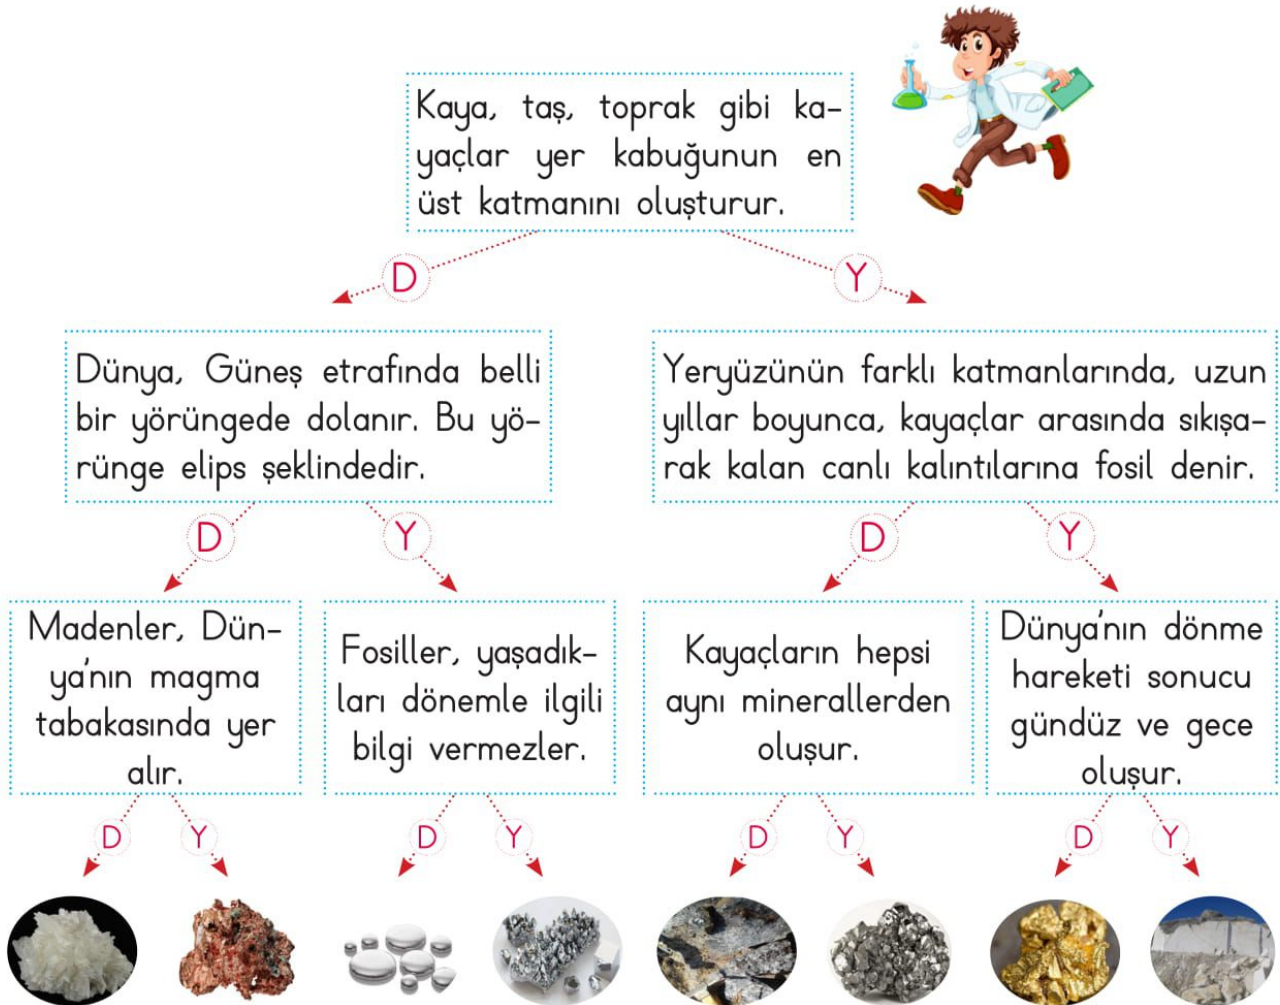 Kaya, taş, toprak gibi ka-
yaçlar yer kabuğunun en
üst katmanını oluşturur.
D
Y
Dünya, Güneş etrafında belli
bir yörüngede dolanır. Bu yö-
rünge elips şeklindedir.
Yeryüzünün farklı katmanlarında, uzun
yıllar boyunca, kayaçlar arasında sıkışa-
rak kalan canlı kalıntılarına fosil denir.
D
Y
D
Y
Madenler, Dün-
ya'nın magma
tabakasında yer
alır.
Fosiller, yaşadık-
ları dönemle ilgili
bilgi vermezler.
Kayaçların hepsi
aynı minerallerden
oluşur.
Dünya'nın dönme
hareketi sonucu
gündüz ve gece
oluşur.
D
Y
D
Y
D
Y
D
Y